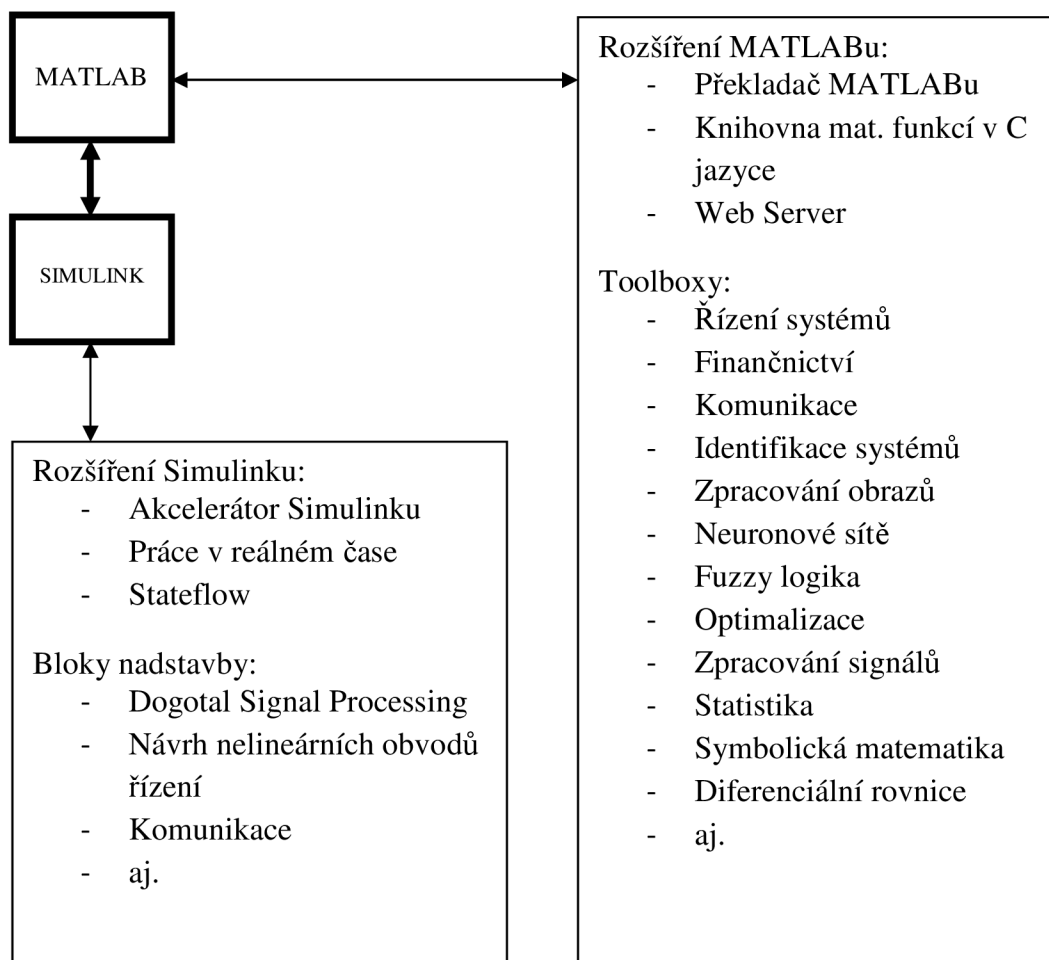 MATLAB
SIMULINK
Rozšíření Simulinku:
- Akcelerátor Simulinku
- Práce v reálném čase
- Stateflow
Bloky nadstavby:
- Dogotal Signal Processing
- Návrh nelineárních obvodů
řízení
- Komunikace
- aj.
Rozšíření MATLABu:
- Překladač MATLABu
- Knihovna mat. funkcí v C
jazyce
- Web Server
Toolboxy:
- Řízení systémů
- Finančnictví
- Komunikace
- Identifikace systémů
- Zpracování obrazů
- Neuronové sítě
- Fuzzy logika
- Optimalizace
- Zpracování signálů
- Statistika
- Symbolická matematika
- Diferenciální rovnice
- aj.